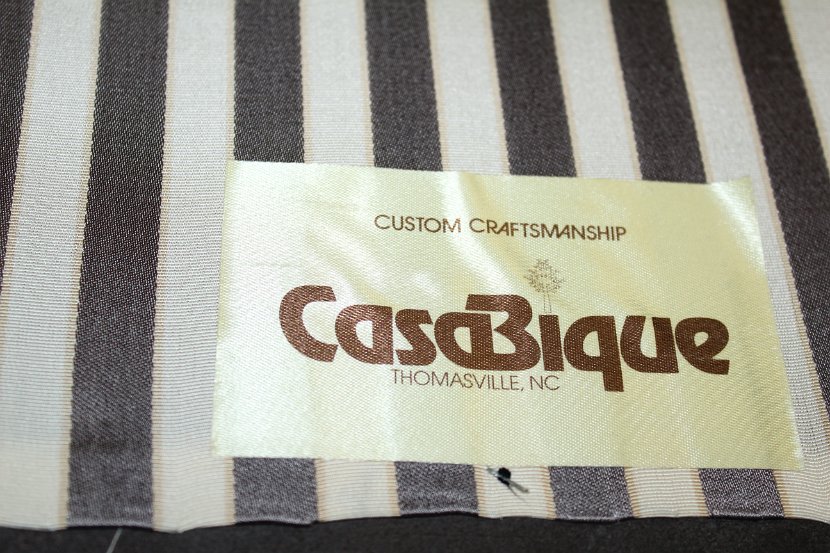 CUSTOM CRAFTSMANSHIP
CasaBique
THOMASVILLE, NC